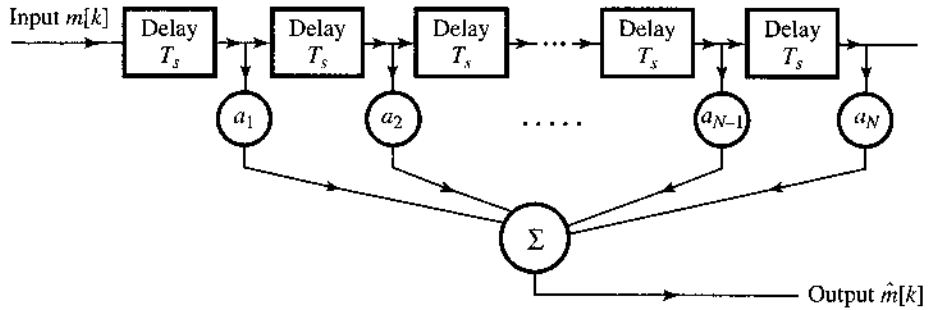 Input m[k]
Delay T_s
Delay T_s
Delay T_s
...
Delay T_s
Delay T_s
a_1
a_2
.....
a_{N-1}
a_N
Σ
Output m̂[k]